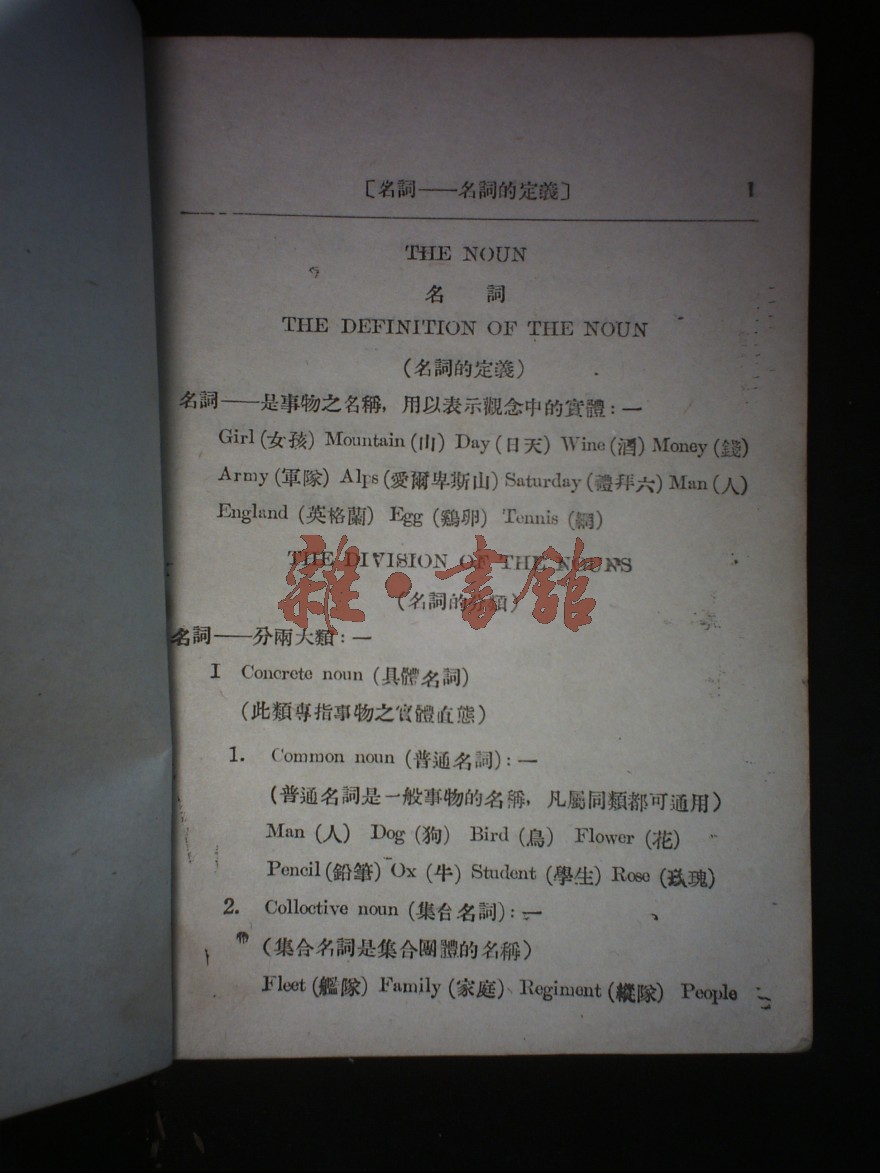 [名詞——名詞的定義] 1
THE NOUN
名 詞
THE DEFINITION OF THE NOUN
(名詞的定義)
名詞——是事物之名稱,用以表示觀念中的實體:—
Girl (女孩) Mountain (山) Day (日天) Wine (酒) Money (錢)
Army (軍隊) Alps (愛爾卑斯山) Saturday (禮拜六) Man (人)
England (英格蘭) Egg (鷄卵) Tennis (網)
THE DIVISION OF THE NOUNS
(名詞的分類)
雜·書館
名詞——分兩大類:—
I Concrete noun (具體名詞)
(此類專指事物之實體直態)
1. Common noun (普通名詞):—
(普通名詞是一般事物的名稱,凡屬同類都可通用)
Man (人) Dog (狗) Bird (鳥) Flower (花)
Pencil (鉛筆) Ox (牛) Student (學生) Rose (玫瑰)
2. Colloctive noun (集台名詞):—
(集合名詞是集合團體的名稱)
Fleet (艦隊) Family (家庭)、Regiment (縱隊) People